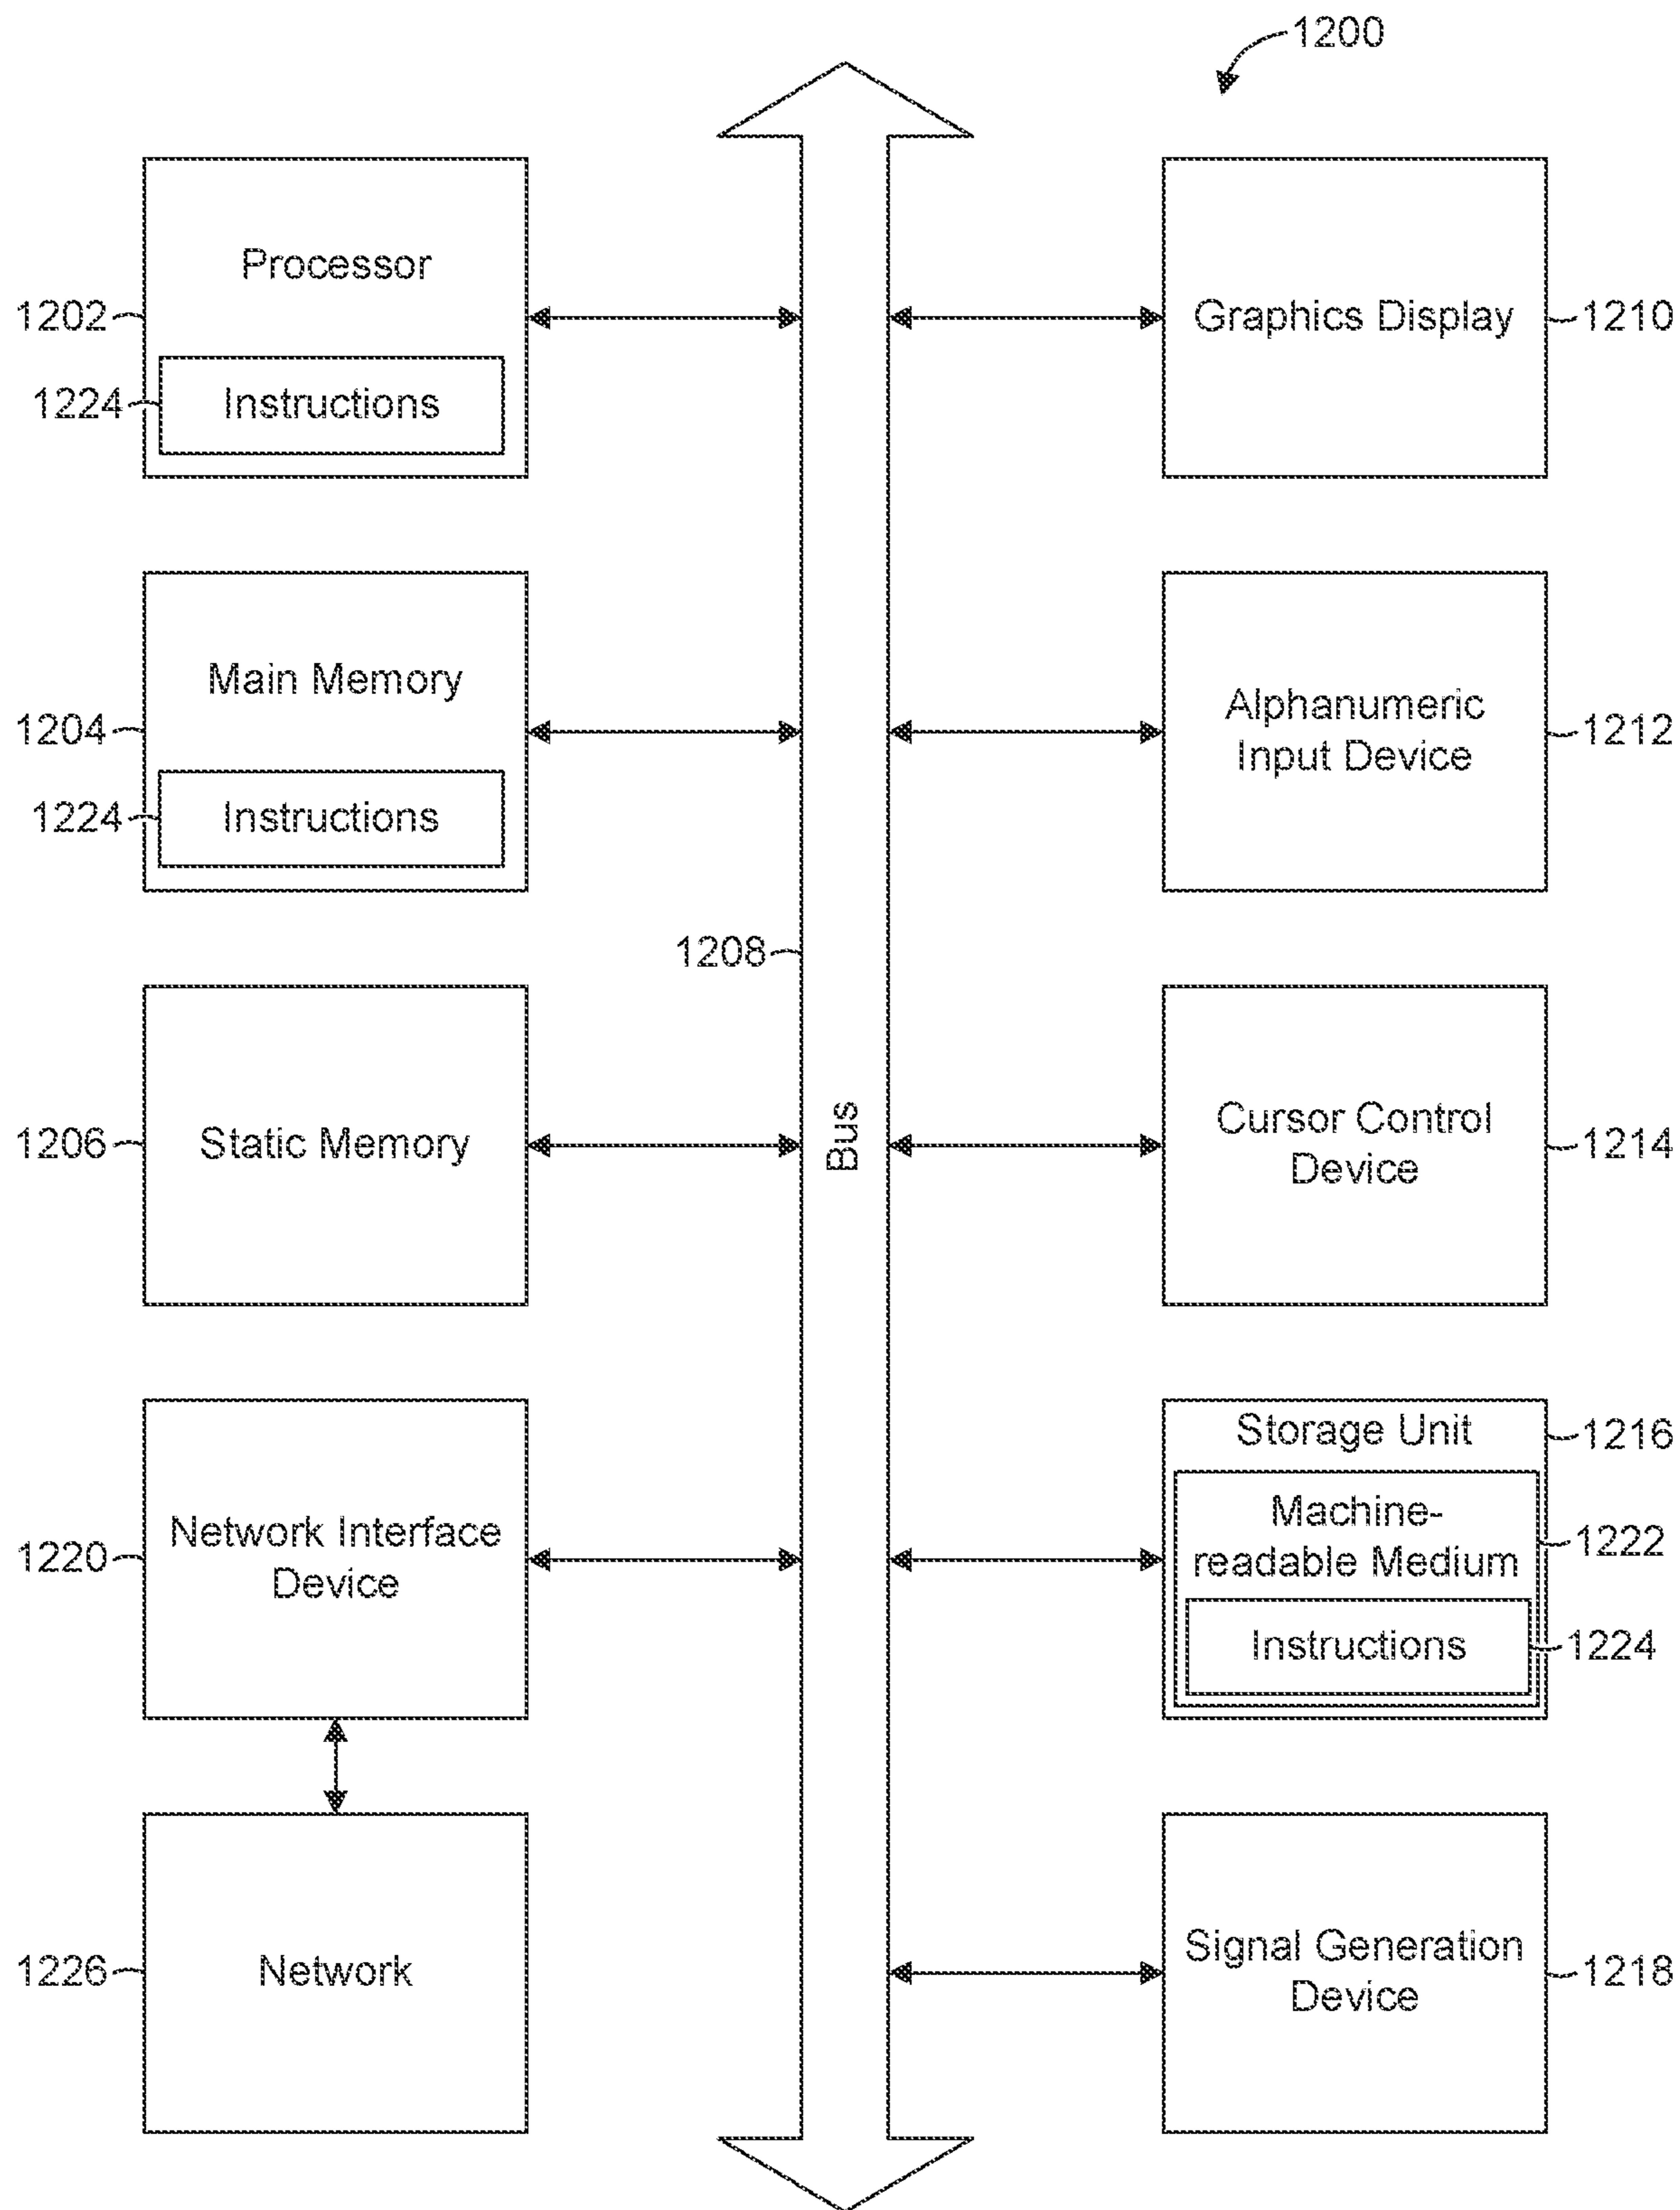 1200
Processor
1202
1224
Instructions
Main Memory
1204
1224
Instructions
1206
Static Memory
1220
Network Interface
Device
1226
Network
1208
Bus
Graphics Display
1210
Alphanumeric
Input Device
1212
Cursor Control
Device
1214
Storage Unit
1216
Machine-
readable Medium
1222
Instructions
1224
Signal Generation
Device
1218